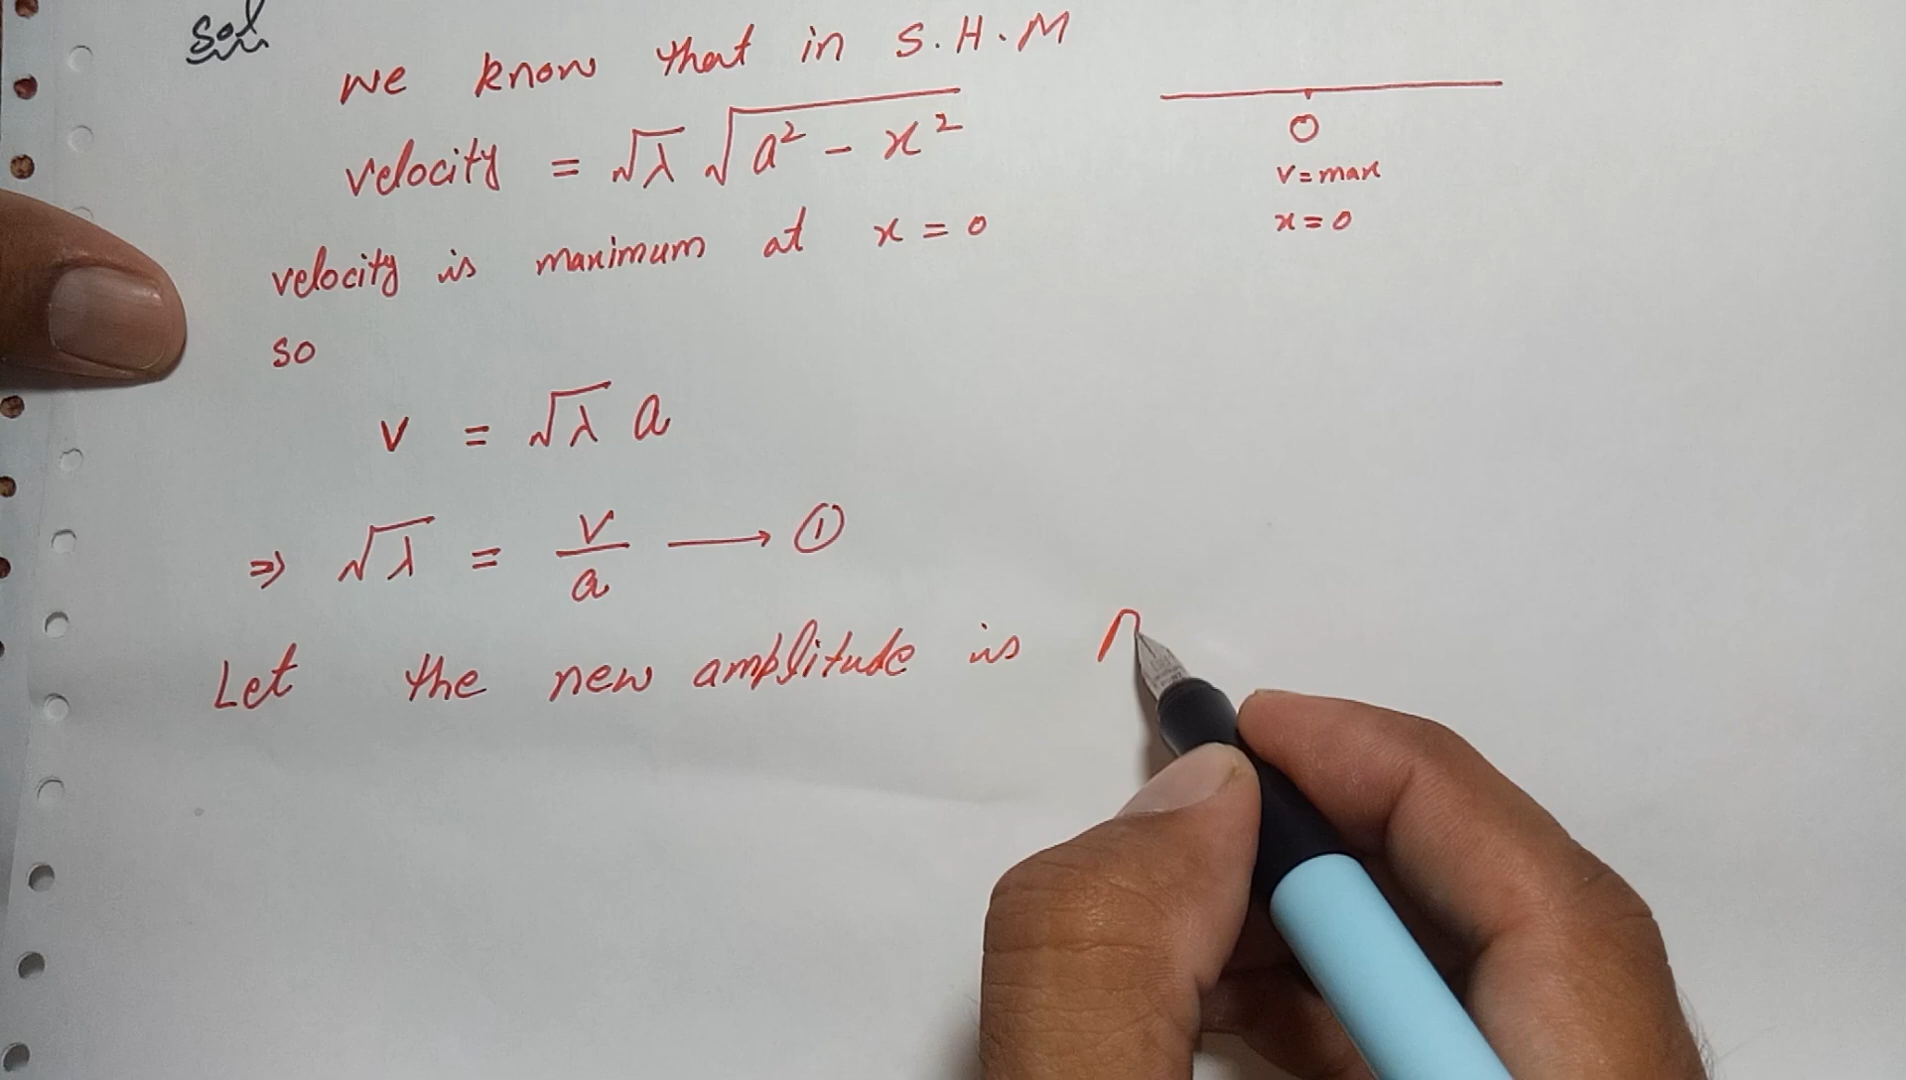 Sol
We know that in S.H.M
velocity = √λ √a² - x²
O
v = max
x = 0
velocity is maximum at x = 0
so
v = √λ a
⇒ √λ = v/a ⟶ ①
Let the new amplitude is